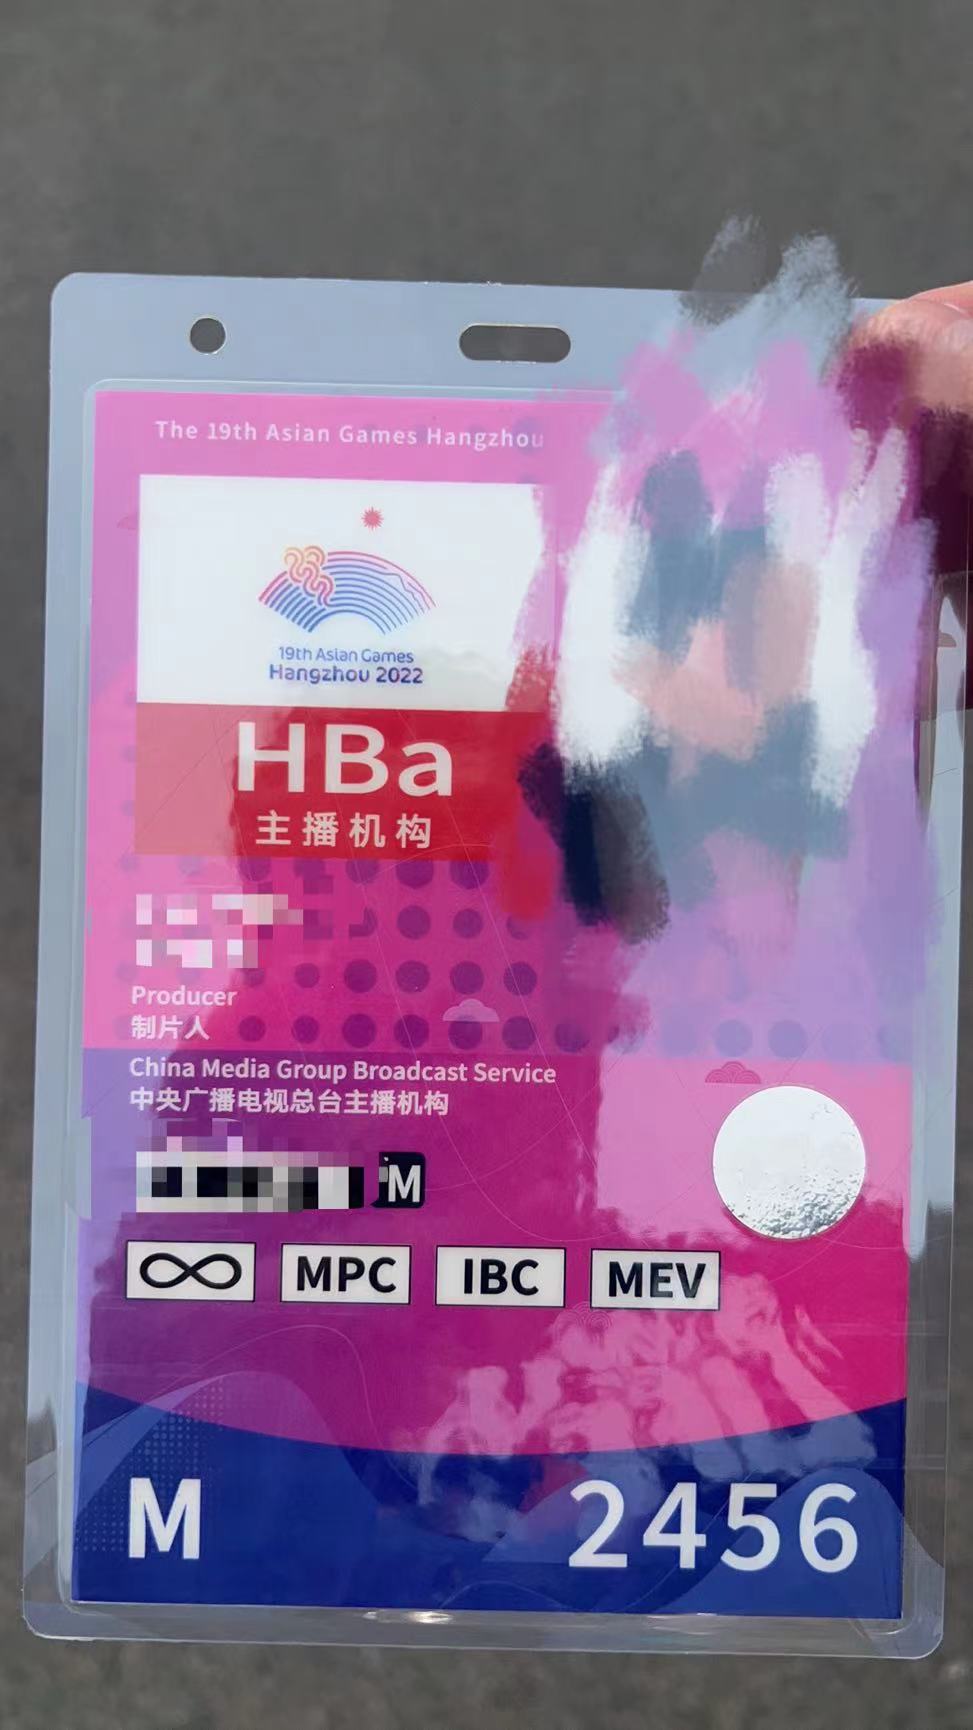 The 19th Asian Games Hangzhou
19th Asian Games
Hangzhou 2022
HBa
主播机构
Producer
制片人
China Media Group Broadcast Service
中央广播电视总台主播机构
M
∞ MPC IBC MEV
M 2456